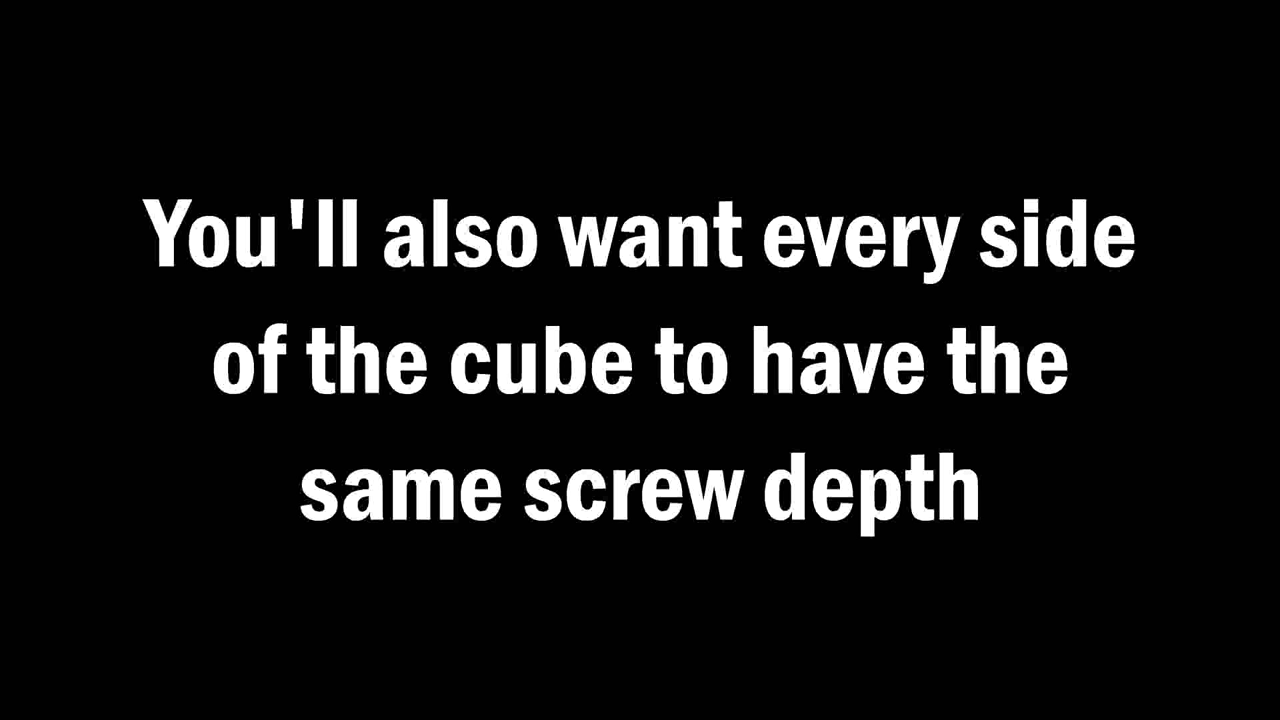 You'll also want every side
of the cube to have the
same screw depth